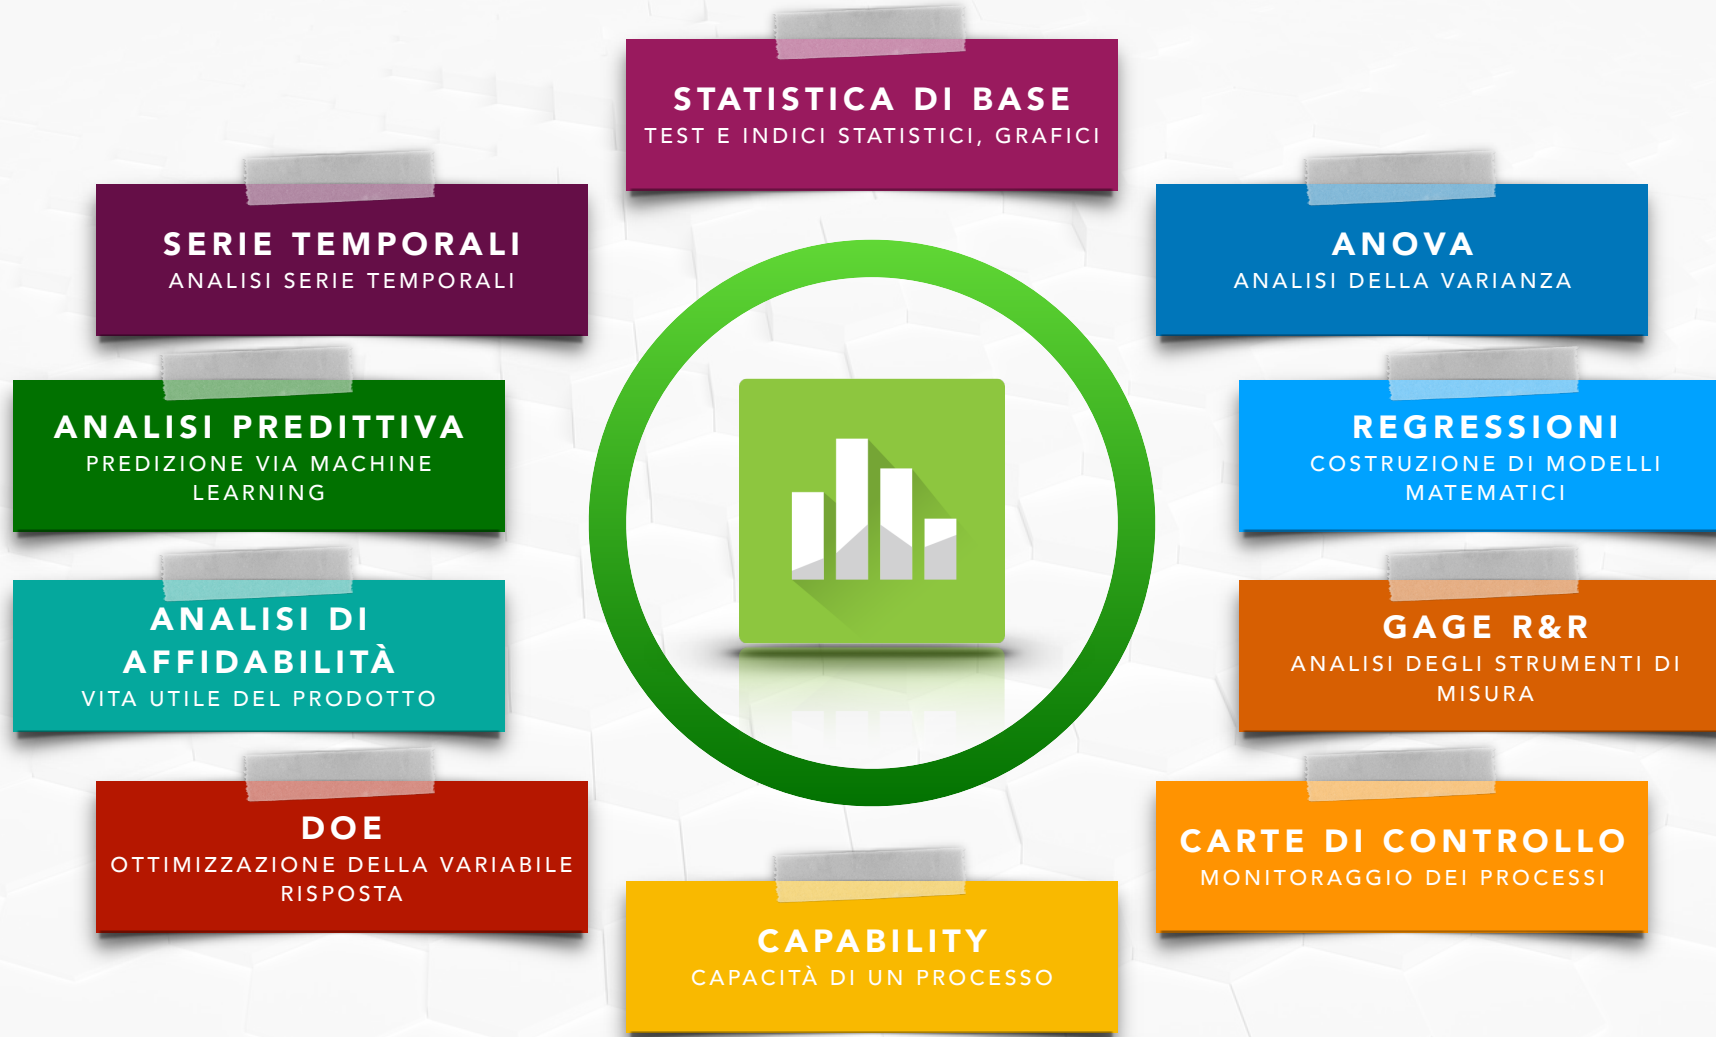 STATISTICA DI BASE
TEST E INDICI STATISTICI, GRAFICI
SERIE TEMPORALI
ANALISI SERIE TEMPORALI
ANOVA
ANALISI DELLA VARIANZA
ANALISI PREDITTIVA
PREDIZIONE VIA MACHINE
LEARNING
REGRESSIONI
COSTRUZIONE DI MODELLI
MATEMATICI
ANALISI DI
AFFIDABILITÀ
VITA UTILE DEL PRODOTTO
GAGE R&R
ANALISI DEGLI STRUMENTI DI
MISURA
DOE
OTTIMIZZAZIONE DELLA VARIABILE
RISPOSTA
CARTE DI CONTROLLO
MONITORAGGIO DEI PROCESSI
CAPABILITY
CAPACITÀ DI UN PROCESSO